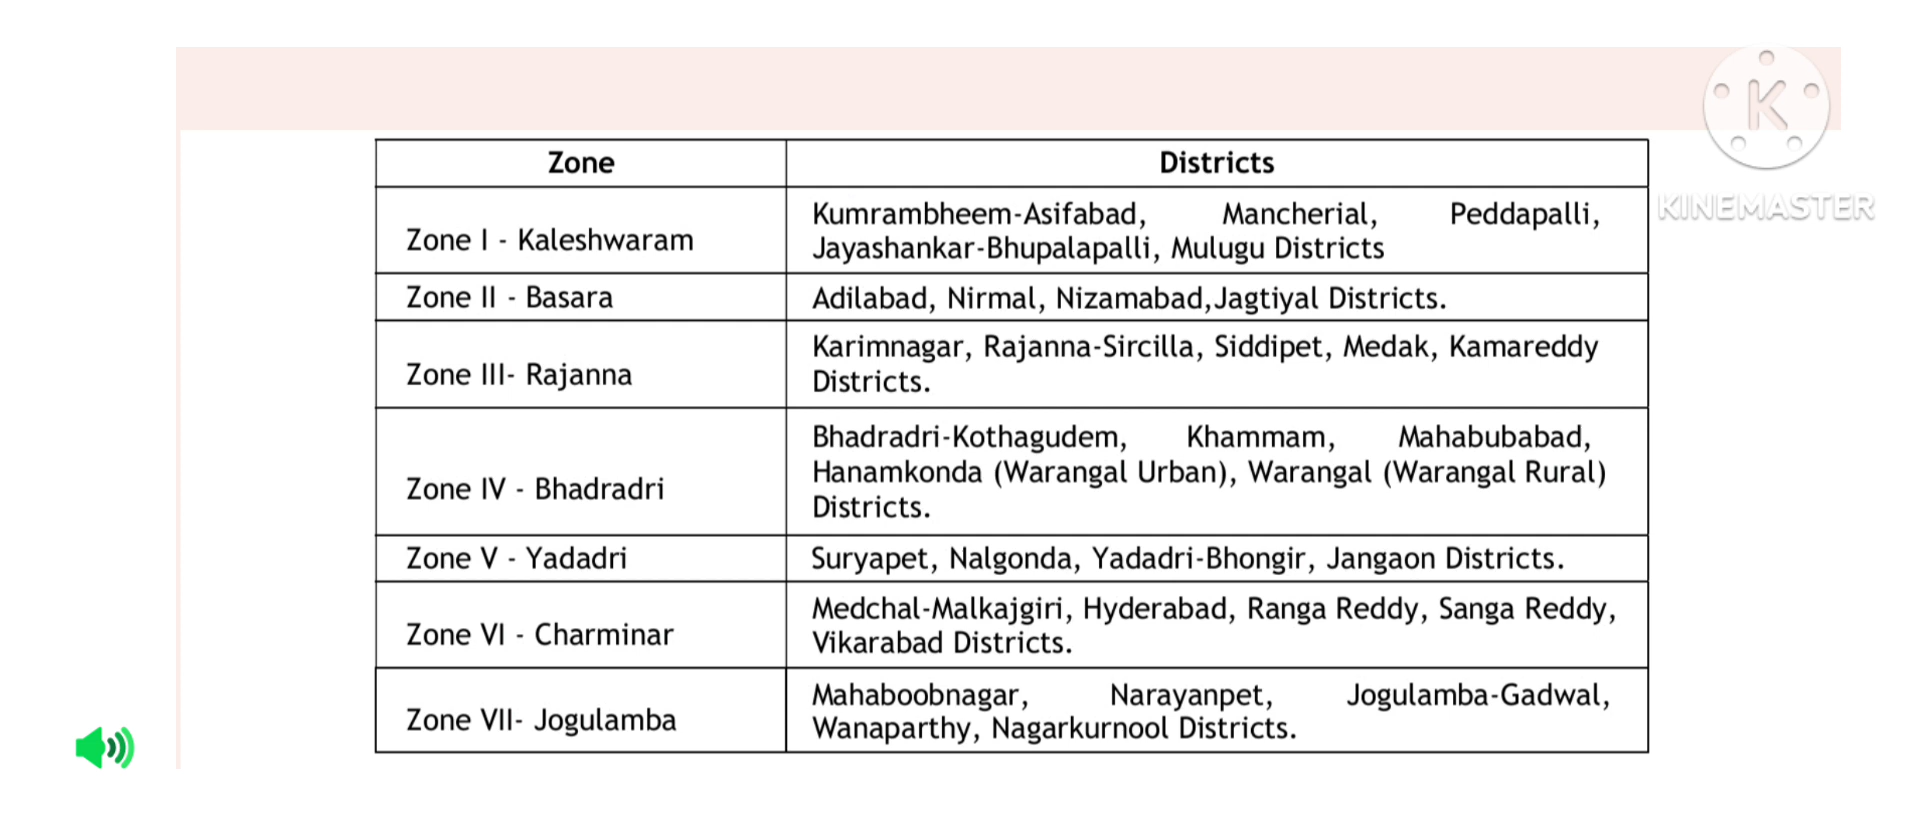 K
KINEMASTER
Zone Districts
Zone I - Kaleshwaram
Kumrambheem-Asifabad, Mancherial, Peddapalli,
Jayashankar-Bhupalapalli, Mulugu Districts
Zone II - Basara
Adilabad, Nirmal, Nizamabad,Jagtiyal Districts.
Zone III- Rajanna
Karimnagar, Rajanna-Sircilla, Siddipet, Medak, Kamareddy
Districts.
Zone IV - Bhadradri
Bhadradri-Kothagudem, Khammam, Mahabubabad,
Hanamkonda (Warangal Urban), Warangal (Warangal Rural)
Districts.
Zone V - Yadadri
Suryapet, Nalgonda, Yadadri-Bhongir, Jangaon Districts.
Zone VI - Charminar
Medchal-Malkajgiri, Hyderabad, Ranga Reddy, Sanga Reddy,
Vikarabad Districts.
Zone VII- Jogulamba
Mahaboobnagar, Narayanpet, Jogulamba-Gadwal,
Wanaparthy, Nagarkurnool Districts.